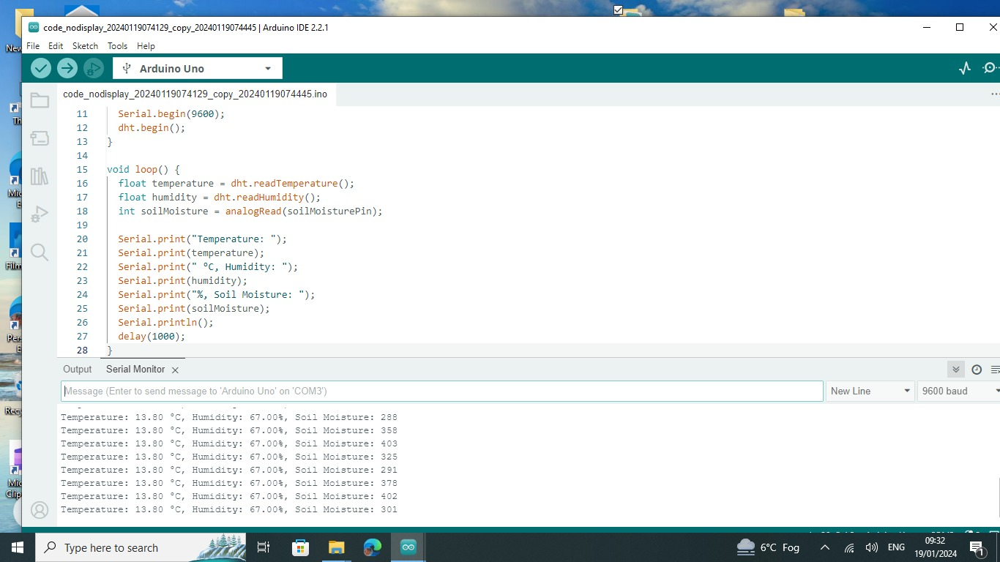 New
code_nodisplay_20240119074129_copy_20240119074445 | Arduino IDE 2.2.1
File Edit Sketch Tools Help
Arduino Uno
code_nodisplay_20240119074129_copy_20240119074445.ino
11 Serial.begin(9600);
12 dht.begin();
13 }
14
15 void loop() {
16 float temperature = dht.readTemperature();
17 float humidity = dht.readHumidity();
18 int soilMoisture = analogRead(soilMoisturePin);
19
20 Serial.print("Temperature: ");
21 Serial.print(temperature);
22 Serial.print(" °C, Humidity: ");
23 Serial.print(humidity);
24 Serial.print("%, Soil Moisture: ");
25 Serial.print(soilMoisture);
26 Serial.println();
27 delay(1000);
28 }
Output Serial Monitor
Message (Enter to send message to 'Arduino Uno' on 'COM3')
New Line 9600 baud
Temperature: 13.80 °C, Humidity: 67.00%, Soil Moisture: 288
Temperature: 13.80 °C, Humidity: 67.00%, Soil Moisture: 358
Temperature: 13.80 °C, Humidity: 67.00%, Soil Moisture: 403
Temperature: 13.80 °C, Humidity: 67.00%, Soil Moisture: 325
Temperature: 13.80 °C, Humidity: 67.00%, Soil Moisture: 291
Temperature: 13.80 °C, Humidity: 67.00%, Soil Moisture: 378
Temperature: 13.80 °C, Humidity: 67.00%, Soil Moisture: 402
Temperature: 13.80 °C, Humidity: 67.00%, Soil Moisture: 301
Th
Mic
E
Film
Per
E
Recy
Mic
Clip
Type here to search
6°C Fog
ENG
09:32
19/01/2024
1